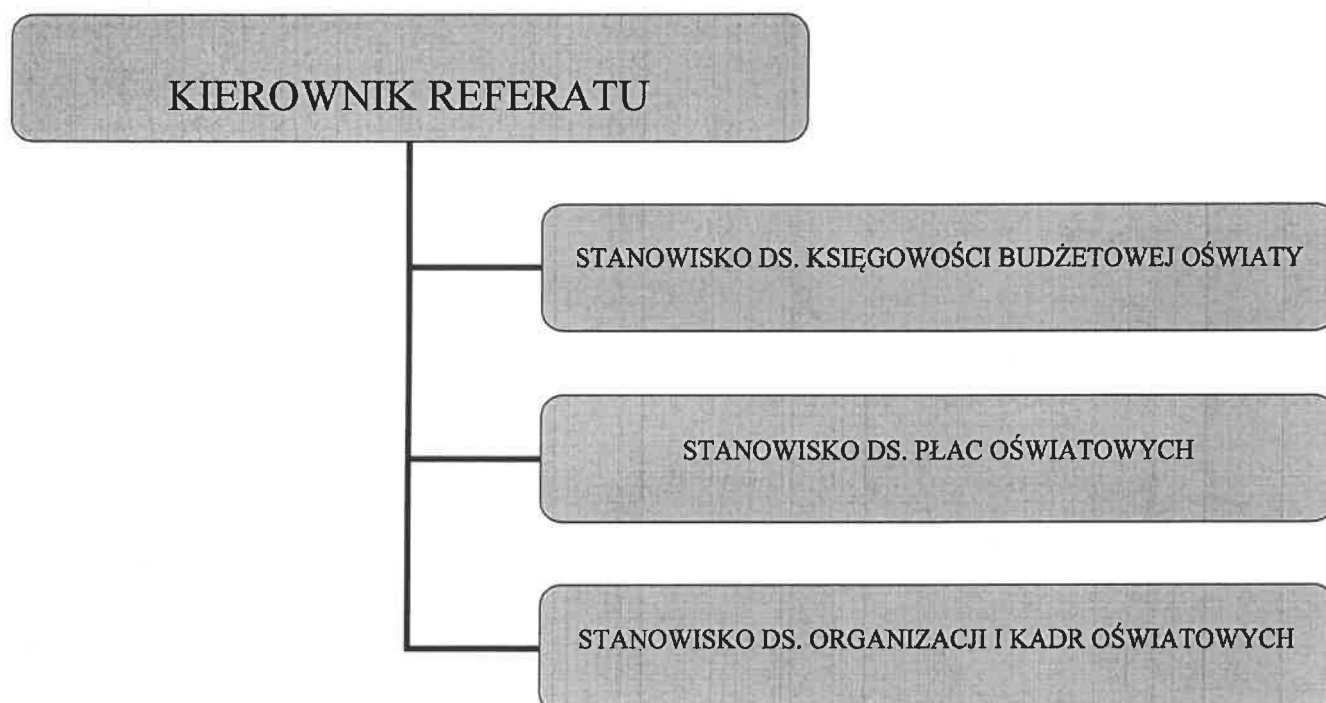 KIEROWNIK REFERATU
STANOWISKO DS. KSIĘGOWOŚCI BUDŻETOWEJ OŚWIATY
STANOWISKO DS. PŁAC OŚWIATOWYCH
STANOWISKO DS. ORGANIZACJI I KADR OŚWIATOWYCH